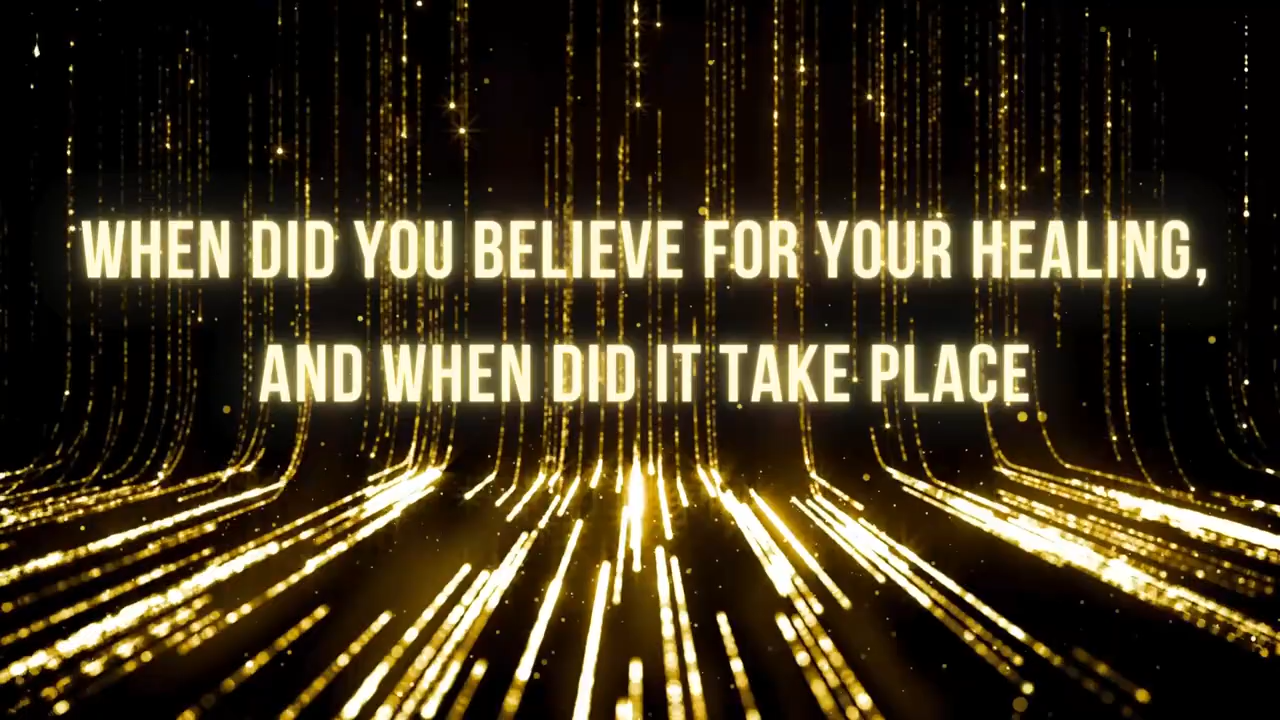 WHEN DID YOU BELIEVE FOR YOUR HEALING,
AND WHEN DID IT TAKE PLACE